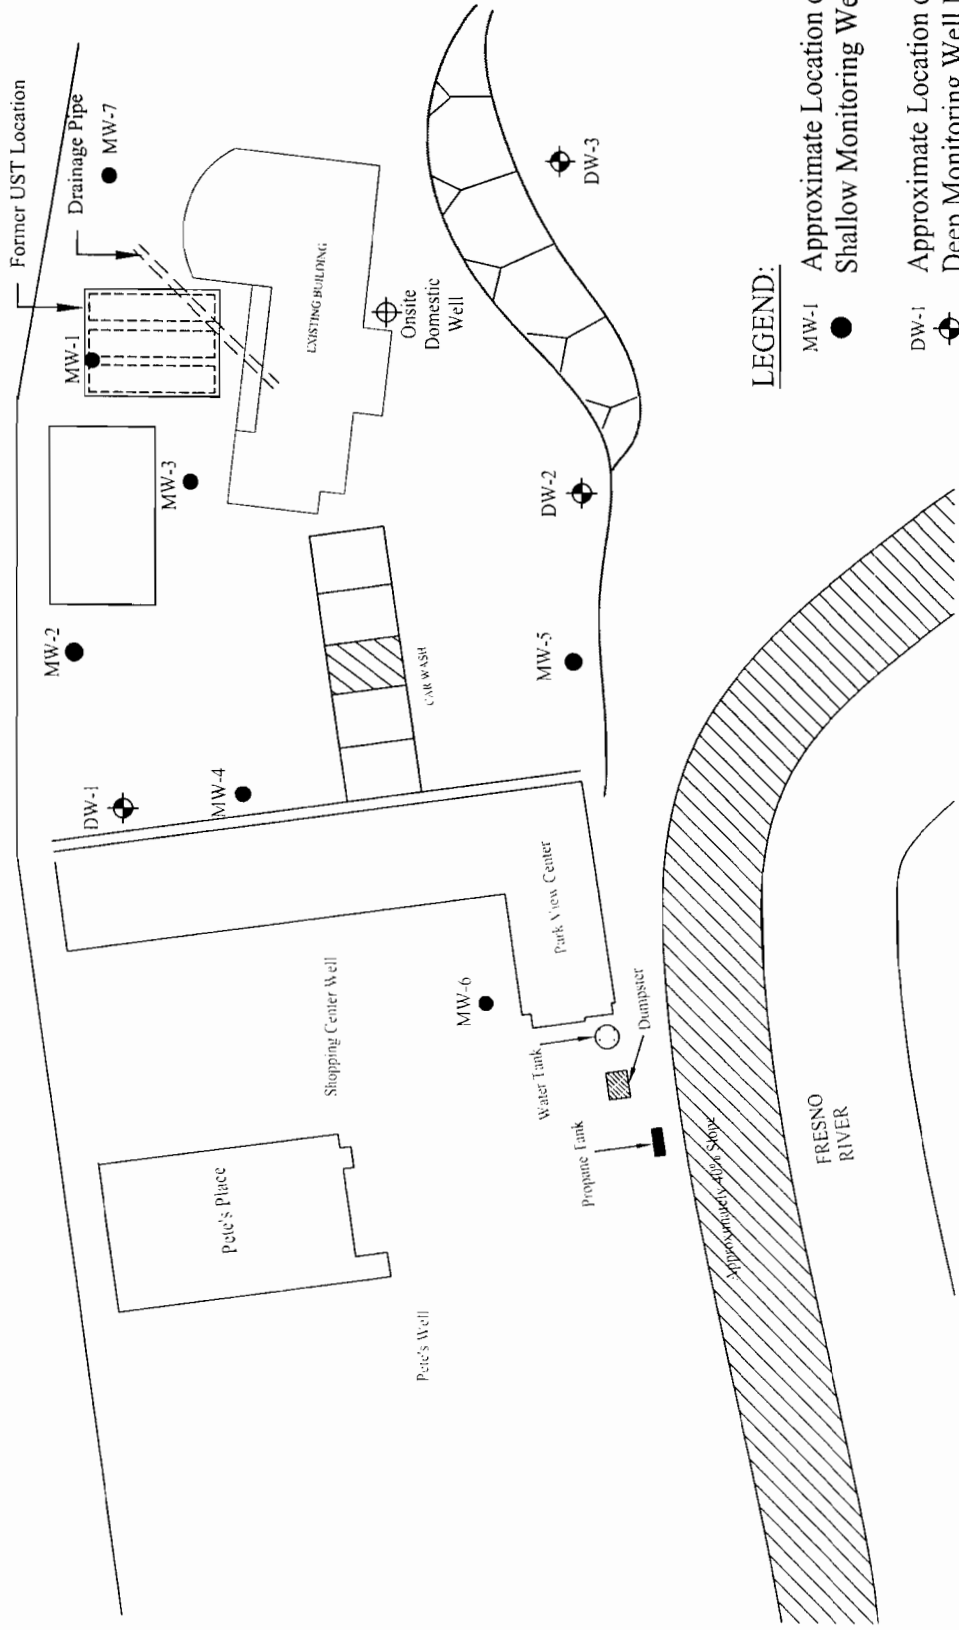 Former UST Location
Drainage Pipe
MW-7
MW-1
MW-3
MW-2
EXISTING BUILDING
Onsite
Domestic
Well
DW-3
DW-2
MW-5
CAR WASH
DW-1
MW-4
Park View Center
Shopping Center Well
MW-6
Water Tank
Dumpster
Propane Tank
Pete's Place
Pete's Well
Approximately 40% Slope
FRESNO
RIVER
LEGEND:
MW-1
Approximate Location
Shallow Monitoring
DW-1
Approximate Location
Deep Monitoring Well